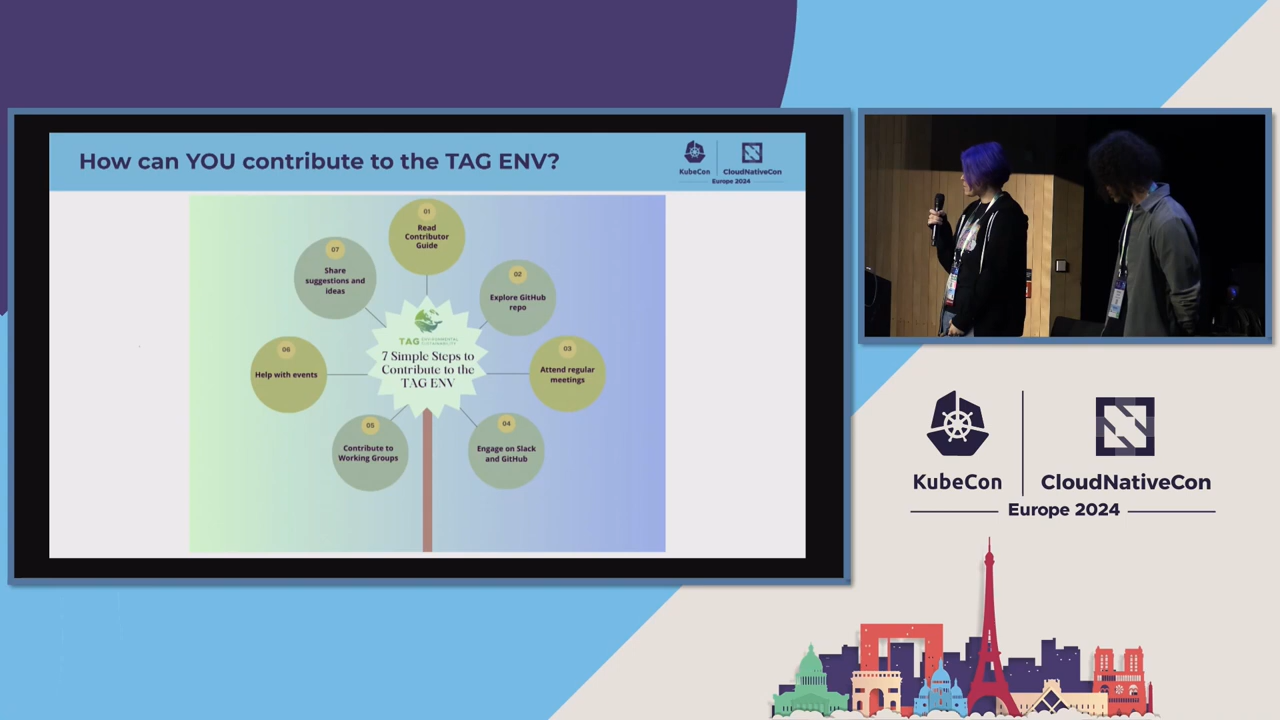 How can YOU contribute to the TAG ENV?
KubeCon
CloudNativeCon
Europe 2024
01
Read
Contributor
Guide
02
Explore GitHub
repo
03
Attend regular
meetings
04
Engage on Slack
and GitHub
05
Contribute to
Working Groups
06
Help with events
07
Share
suggestions and
ideas
TAG ENVIRONMENTAL
SUSTAINABILITY
7 Simple Steps to
Contribute to the
TAG ENV
KubeCon
CloudNativeCon
Europe 2024